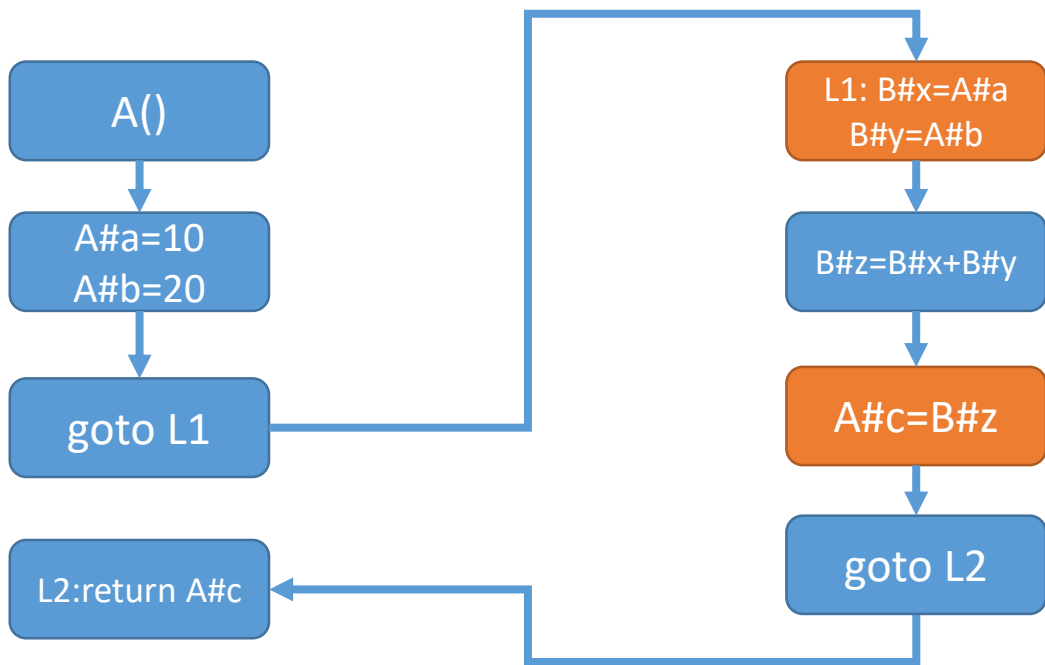 A()
A#a=10
A#b=20
goto L1
L1: B#x=A#a
B#y=A#b
B#z=B#x+B#y
A#c=B#z
goto L2
L2:return A#c